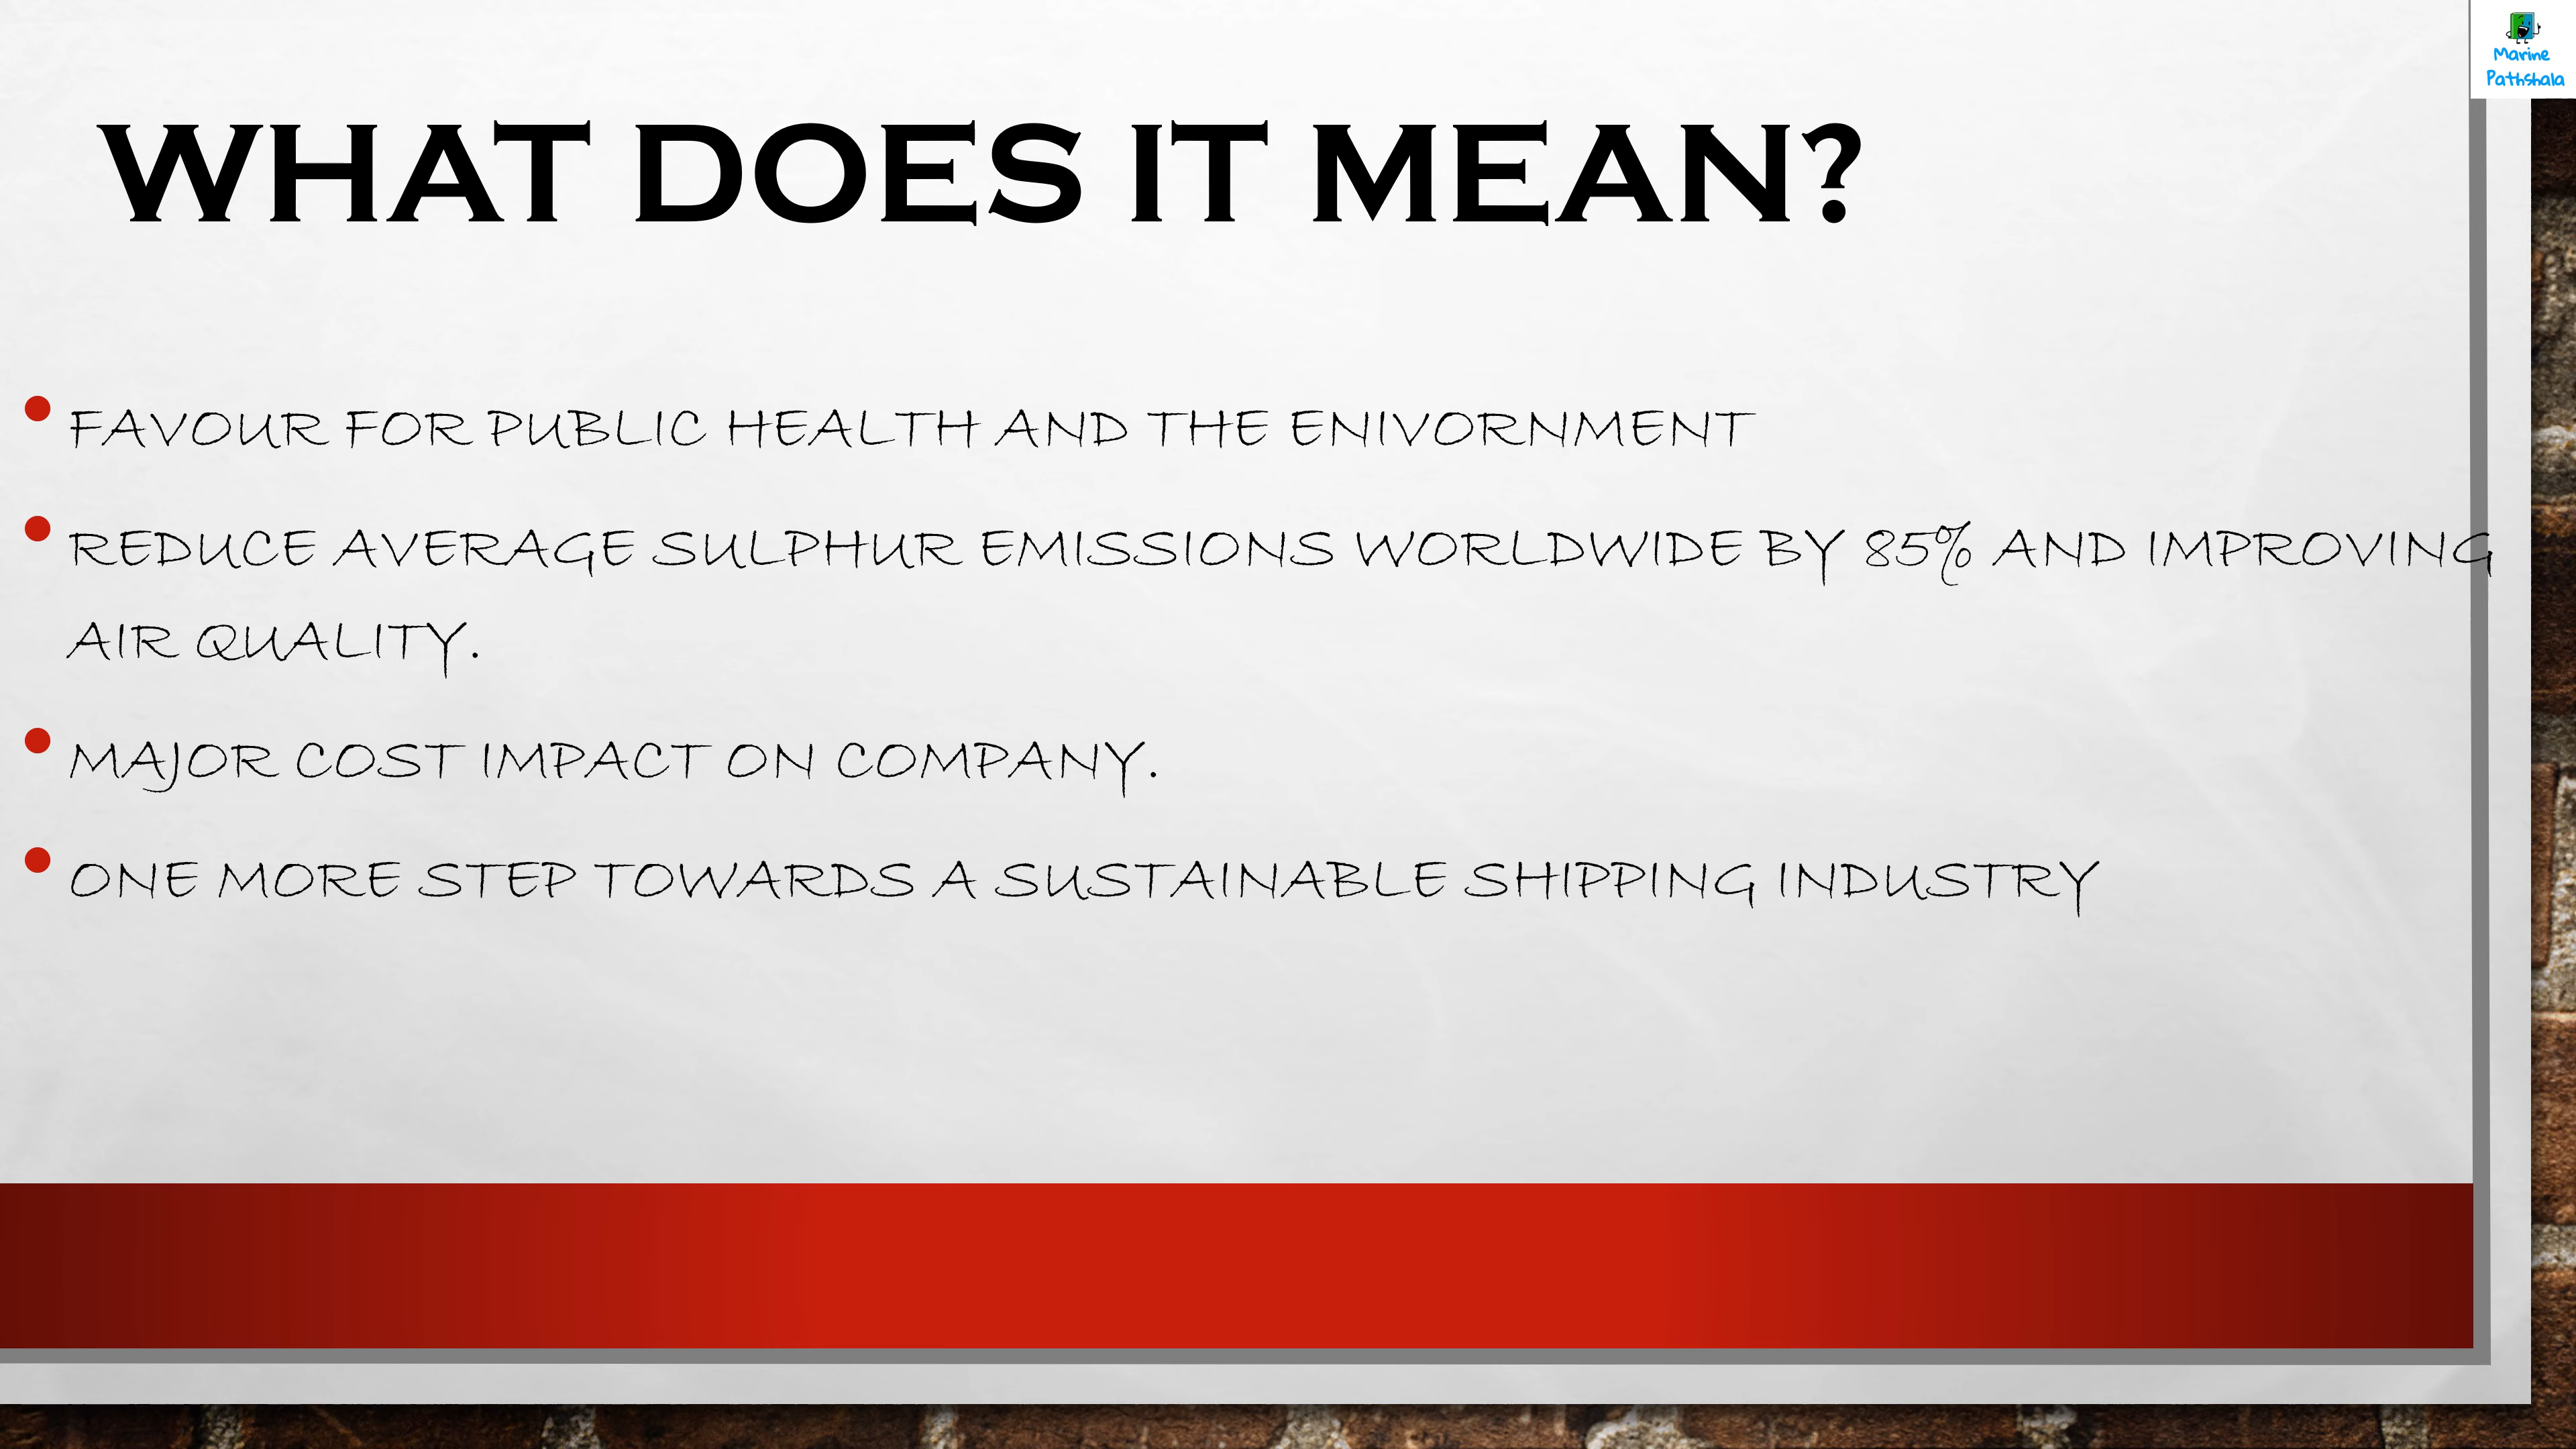 Marine
Pathshala
WHAT DOES IT MEAN?
• FAVOUR FOR PUBLIC HEALTH AND THE ENIVORNMENT
• REDUCE AVERAGE SULPHUR EMISSIONS WORLDWIDE BY 85% AND IMPROVING
AIR QUALITY.
• MAJOR COST IMPACT ON COMPANY.
• ONE MORE STEP TOWARDS A SUSTAINABLE SHIPPING INDUSTRY